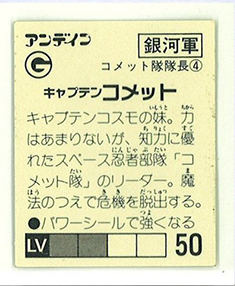 アンデイン
G
銀河軍
コメット隊隊長④
キャプテンコメット
キャプテンコスモの妹。力
はあまりないが、知力に優
れたスペース忍者部隊「コ
メット隊」のリーダー。魔
法のつえで危機を脱出する。
●パワーシールで強くなる
LV 50